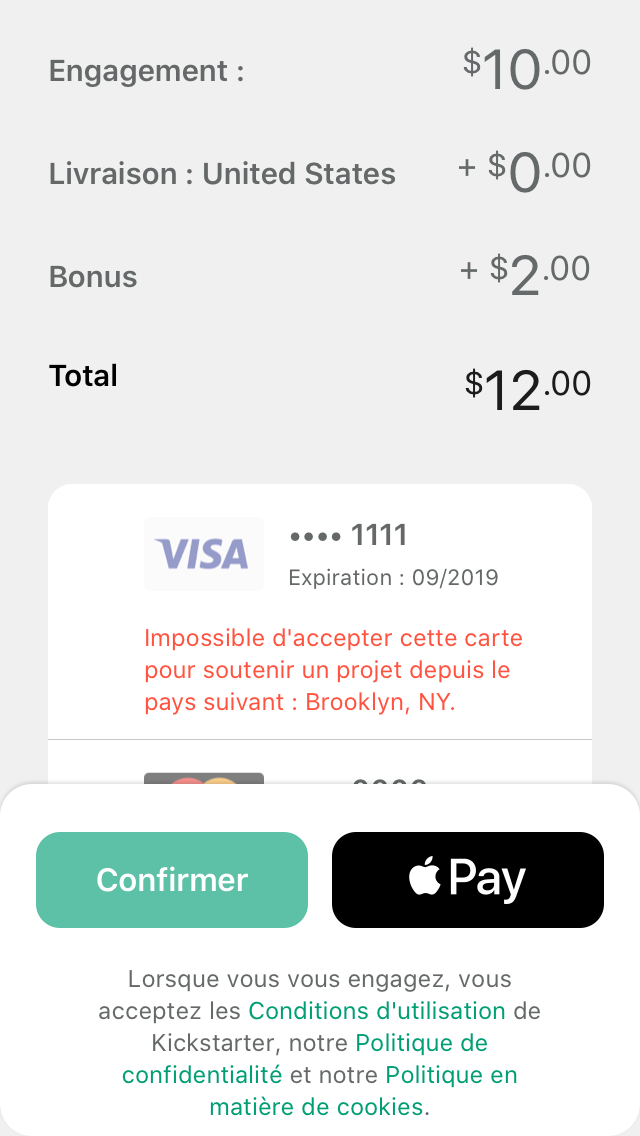 Engagement : $10.00
Livraison : United States + $0.00
Bonus + $2.00
Total $12.00
VISA •••• 1111
Expiration : 09/2019
Impossible d'accepter cette carte
pour soutenir un projet depuis le
pays suivant : Brooklyn, NY.
Confirmer Pay
Lorsque vous vous engagez, vous
acceptez les Conditions d'utilisation de
Kickstarter, notre Politique de
confidentialité et notre Politique en
matière de cookies.